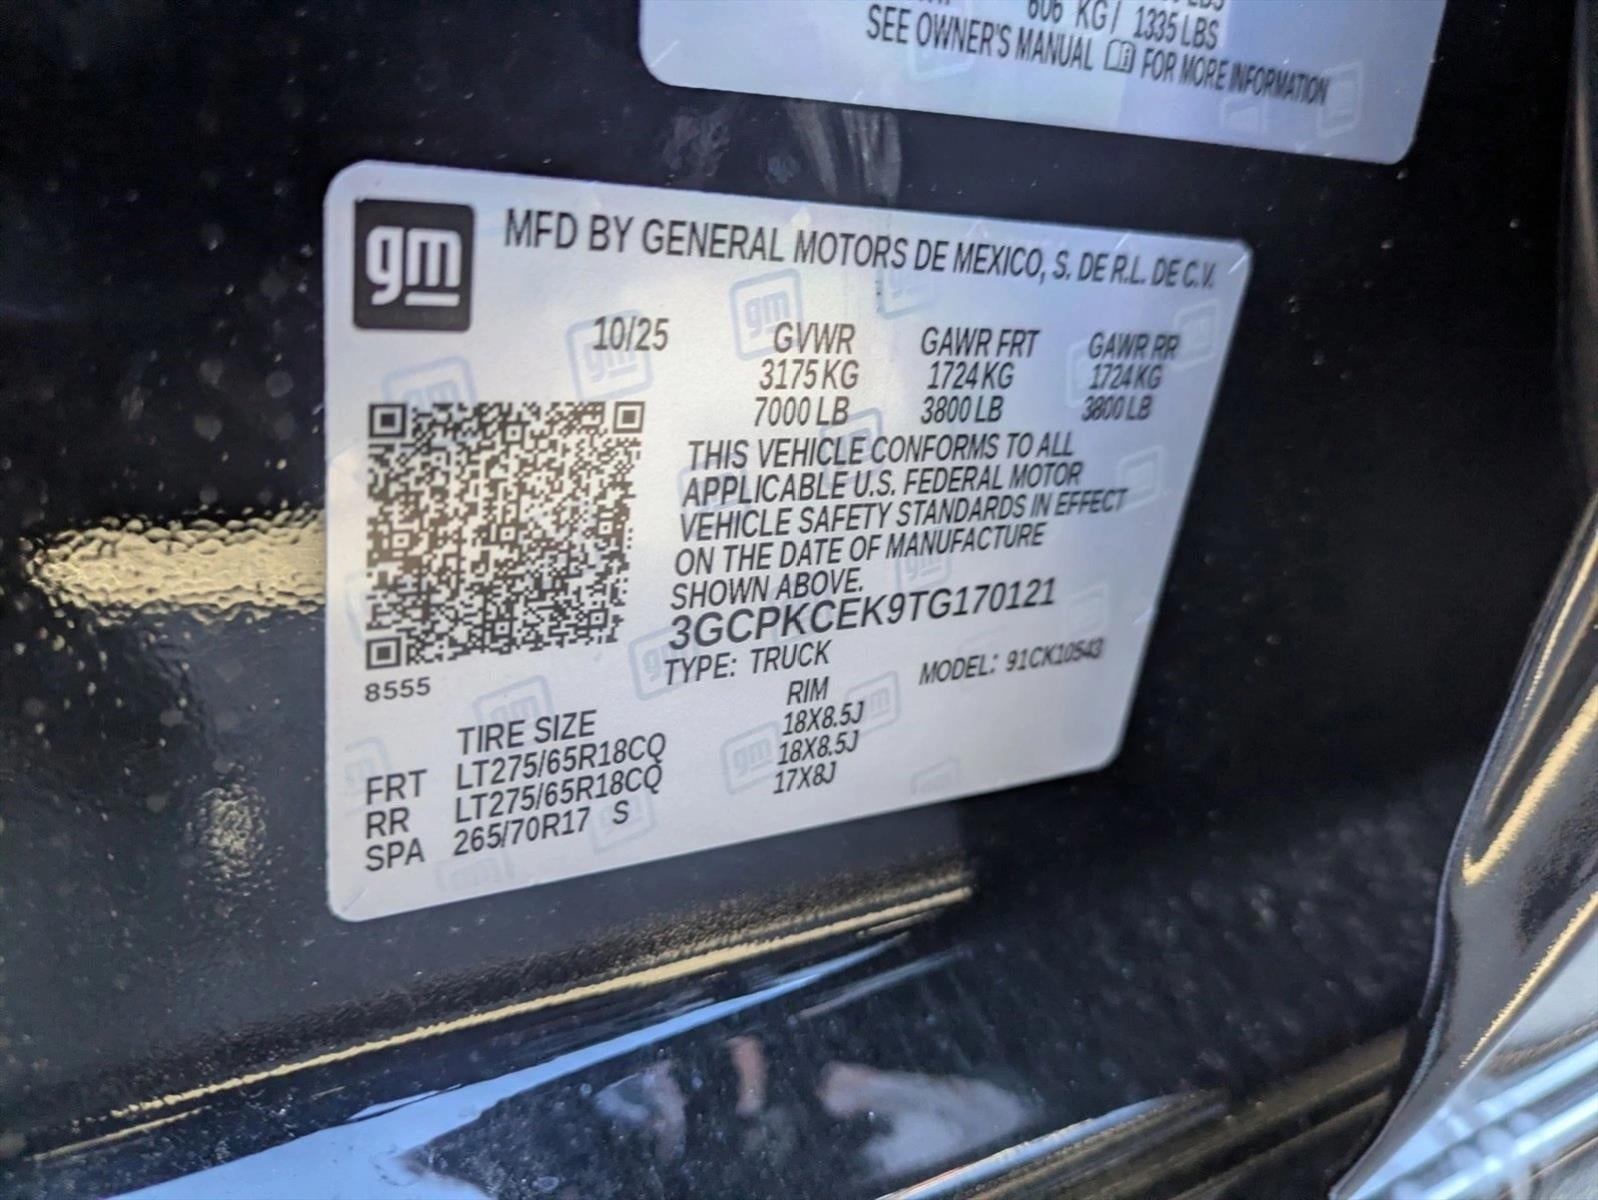 606 KG / 1335 LBS
SEE OWNER'S MANUAL FOR MORE INFORMATION
gm
MFD BY GENERAL MOTORS DE MEXICO, S. DE R.L. DE C.V.
10/25 GVWR GAWR FRT GAWR RR
3175 KG 1724 KG 1724 KG
7000 LB 3800 LB 3800 LB
THIS VEHICLE CONFORMS TO ALL
APPLICABLE U.S. FEDERAL MOTOR
VEHICLE SAFETY STANDARDS IN EFFECT
ON THE DATE OF MANUFACTURE
SHOWN ABOVE.
3GCPKCEK9TG170121
TYPE: TRUCK MODEL: 91CK10543
8555
TIRE SIZE RIM
FRT LT275/65R18CQ 18X8.5J
RR LT275/65R18CQ 18X8.5J
SPA 265/70R17 S 17X8J